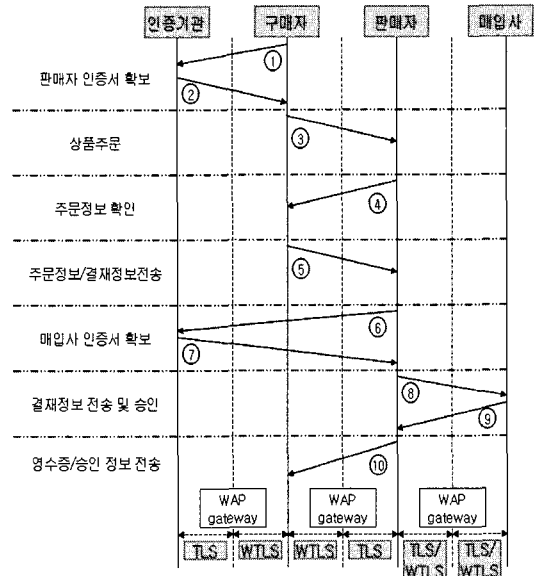 인증기관 구매자 판매자 매입사
①
판매자 인증서 확보
②
③
상품주문
④
주문정보 확인
⑤
주문정보/결재정보전송
⑥
매입사 인증서 확보
⑦
⑧
결재정보 전송 및 승인
⑨
영수증/승인 정보 전송
⑩
WAP WAP WAP
gateway gateway gateway
TLS WTLS WTLS TLS TLS/ TLS/
WTLS WTLS